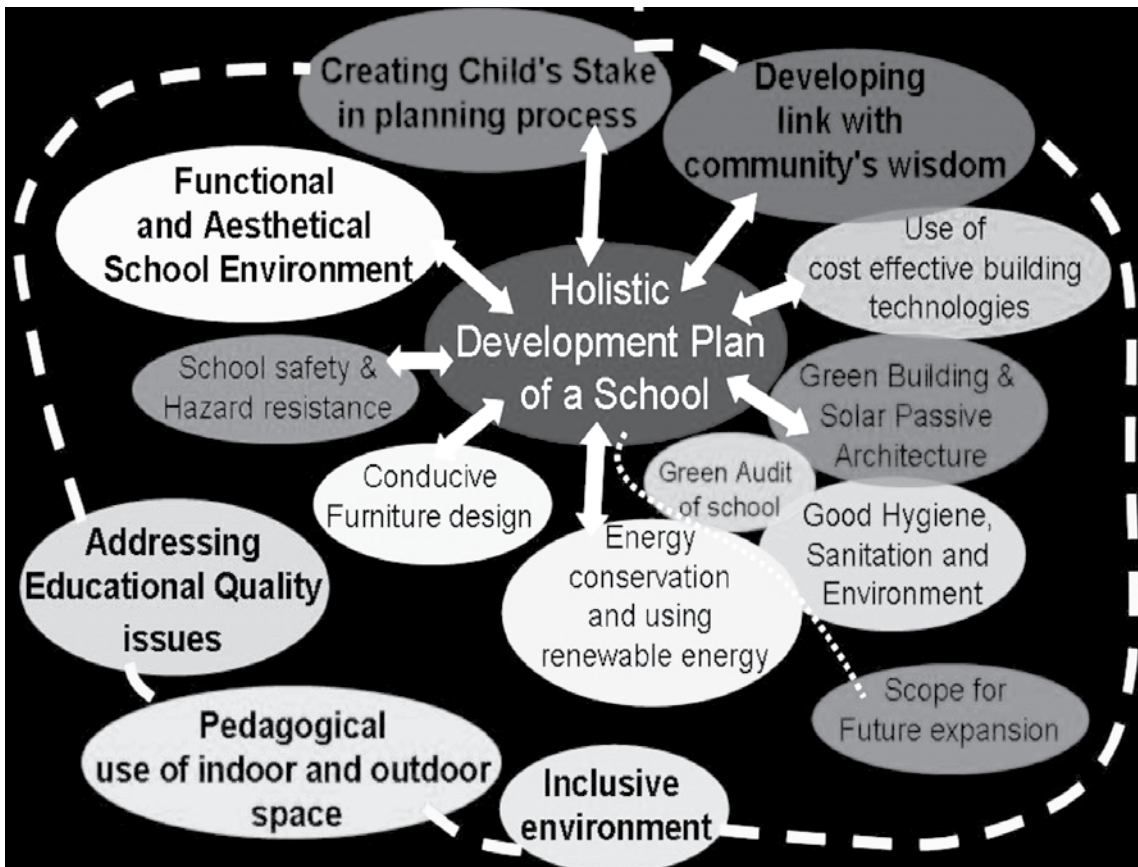 Creating Child's Stake
in planning process
Developing
link with
community's wisdom
Functional
and Aesthetical
School Environment
Use of
cost effective building
technologies
Holistic
Development Plan
of a School
School safety &
Hazard resistance
Green Building &
Solar Passive
Architecture
Conducive
Furniture design
Green Audit
of school
Good Hygiene,
Sanitation and
Environment
Energy
conservation
and using
renewable energy
Addressing
Educational Quality
issues
Scope for
Future expansion
Pedagogical
use of indoor and outdoor
space
Inclusive
environment